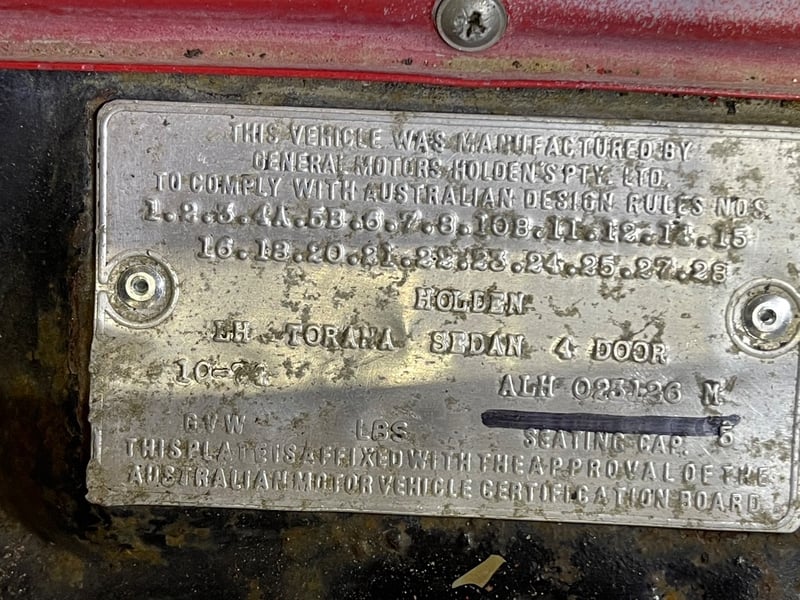 THIS VEHICLE WAS MANUFACTURED BY
GENERAL MOTORS-HOLDEN'S PTY. LTD.
TO COMPLY WITH AUSTRALIAN DESIGN RULES NOS.
1.2.3.4A.5B.6.7.8.10B.11.12.14.15
16.18.20.21.22.23.24.25.27.28
HOLDEN
LH TORANA SEDAN 4 DOOR
10-74 ALH 023126 M
GVW LBS SEATING CAP. 5
THIS PLATE IS AFFIXED WITH THE APPROVAL OF THE
AUSTRALIAN MOTOR VEHICLE CERTIFICATION BOARD